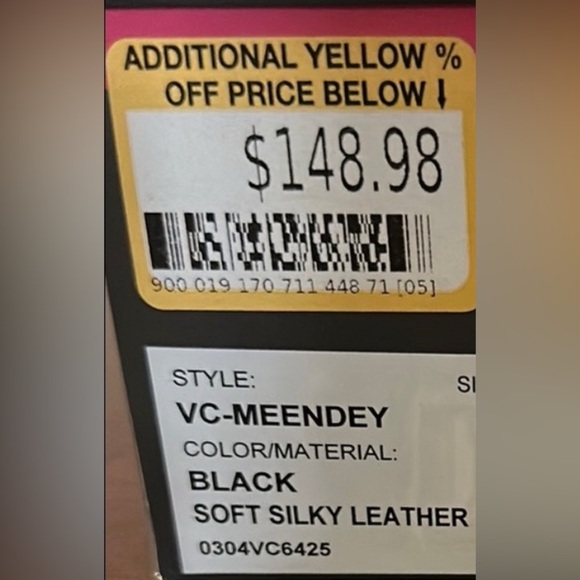 ADDITIONAL YELLOW %
OFF PRICE BELOW ↓
$148.98
900 019 170 711 448 71 [05]
STYLE:
VC-MEENDEY
COLOR/MATERIAL:
BLACK
SOFT SILKY LEATHER
0304VC6425